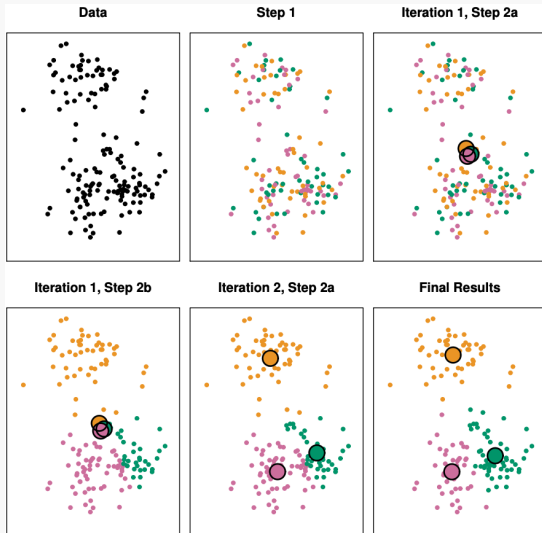 Data
Step 1
Iteration 1, Step 2a
Iteration 1, Step 2b
Iteration 2, Step 2a
Final Results